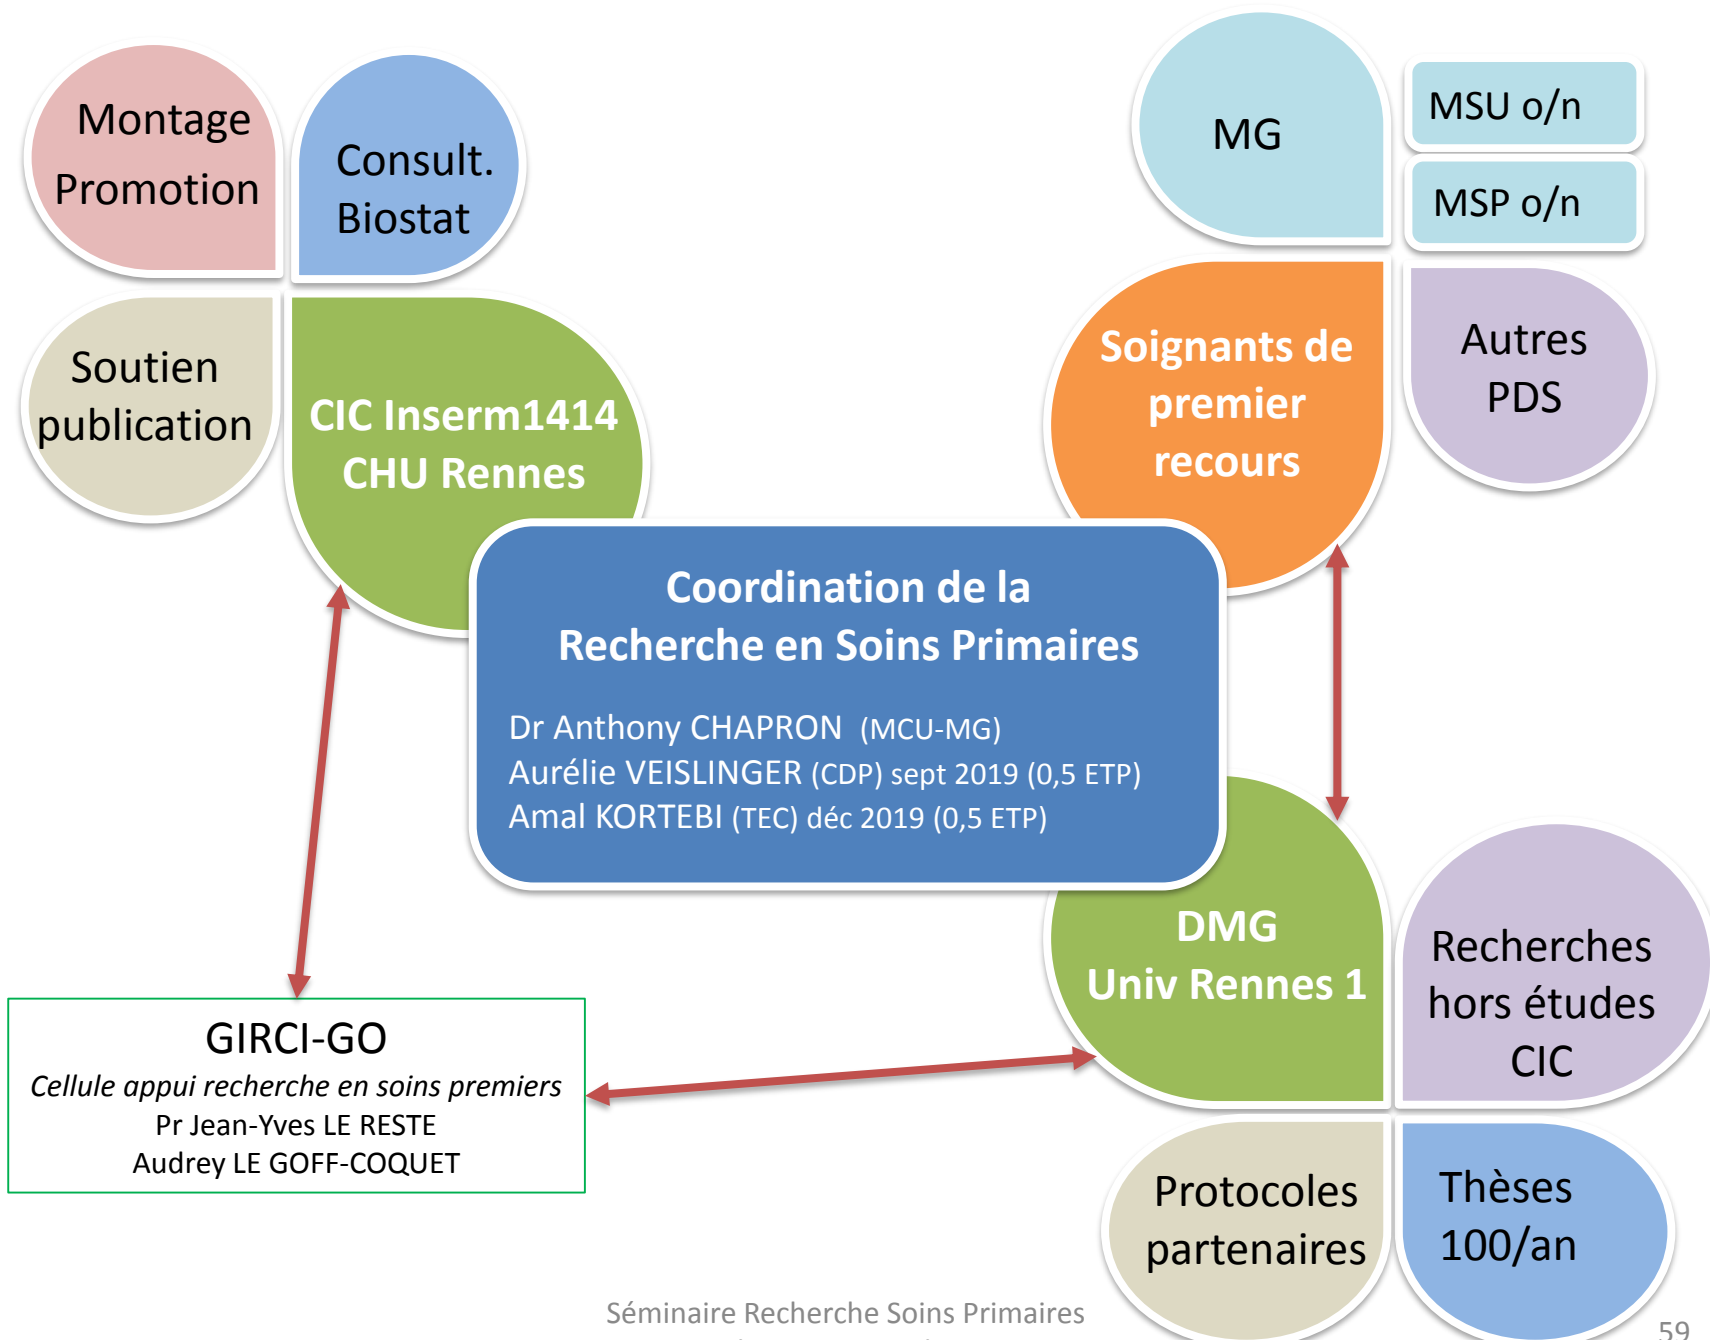 Montage
Promotion
Consult.
Biostat
Soutien
publication
CIC Inserm1414
CHU Rennes
MG
MSU o/n
MSP o/n
Soignants de
premier
recours
Autres
PDS
Coordination de la
Recherche en Soins Primaires
Dr Anthony CHAPRON (MCU-MG)
Aurélie VEISLINGER (CDP) sept 2019 (0,5 ETP)
Amal KORTEBI (TEC) déc 2019 (0,5 ETP)
DMG
Univ Rennes 1
Recherches
hors études
CIC
Protocoles
partenaires
Thèses
100/an
GIRCI-GO
Cellule appui recherche en soins premiers
Pr Jean-Yves LE RESTE
Audrey LE GOFF-COQUET
Séminaire Recherche Soins Primaires
59